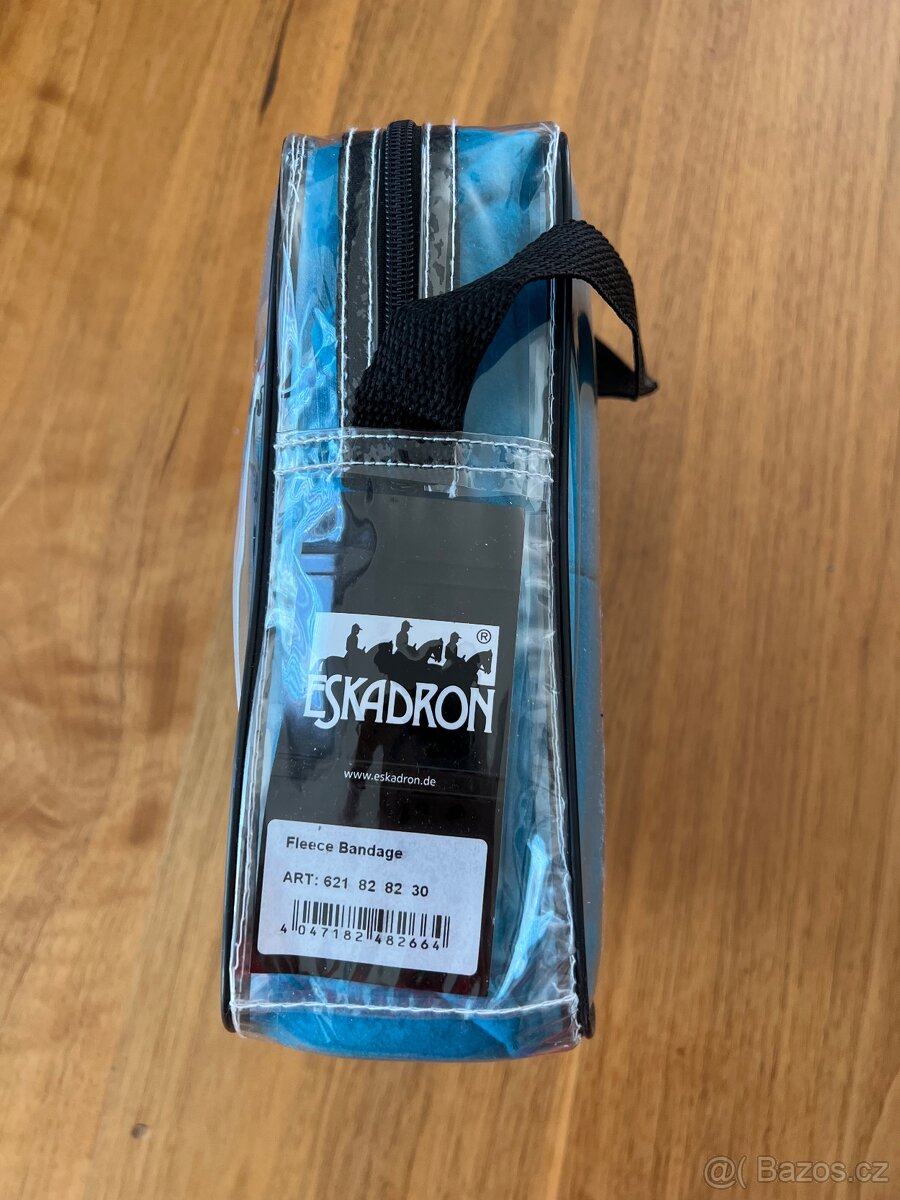 ®
ESKADRON
www.eskadron.de
Fleece Bandage
ART: 621 82 82 30
4 047182 482664
@( Bazos.cz